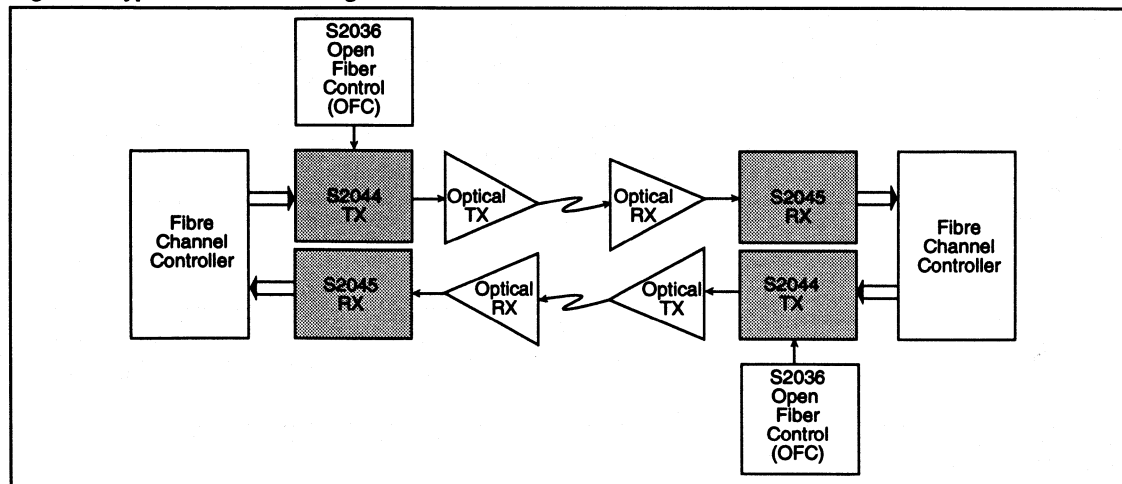 S2036
Open
Fiber
Control
(OFC)
Fibre
Channel
Controller
S2044
TX
Optical
TX
Optical
RX
S2045
RX
Fibre
Channel
Controller
S2045
RX
Optical
RX
Optical
TX
S2044
TX
S2036
Open
Fiber
Control
(OFC)